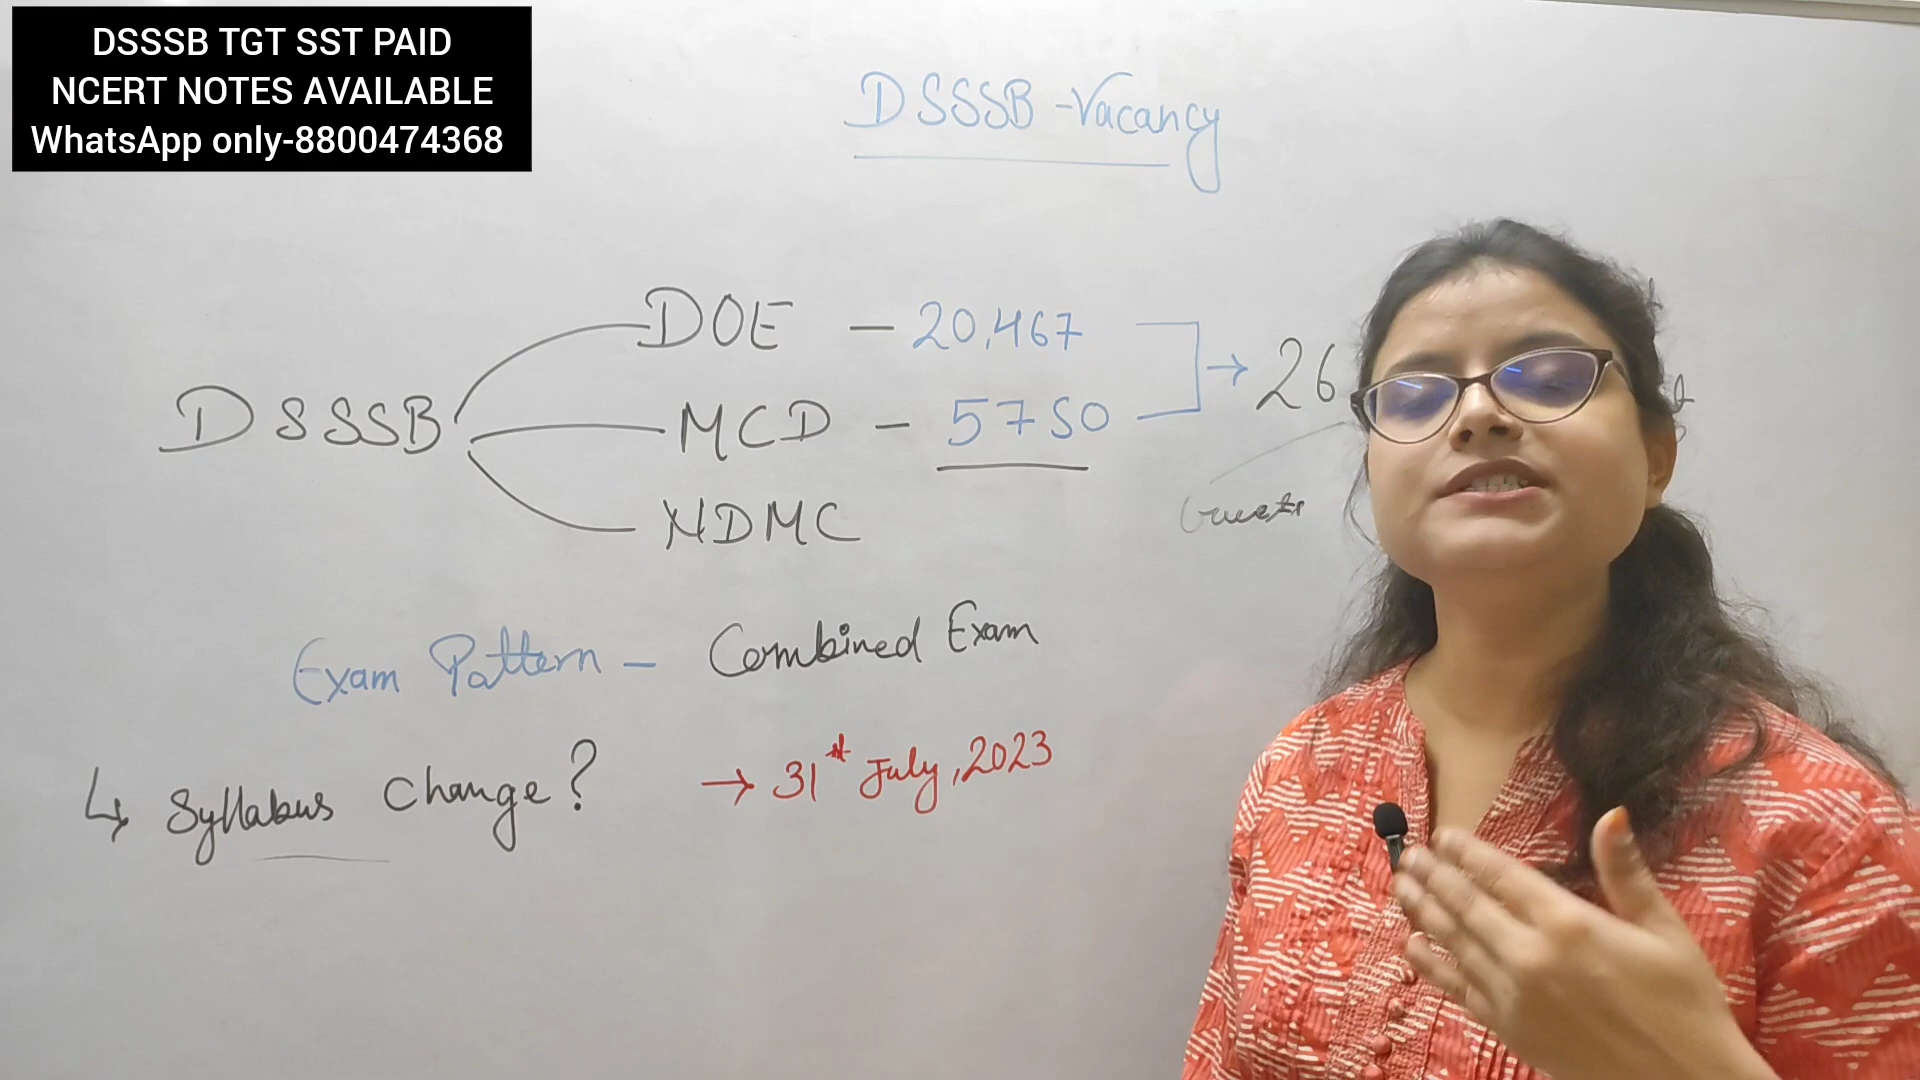 DSSSB TGT SST PAID
NCERT NOTES AVAILABLE
WhatsApp only-8800474368
DSSSB - Vacancy
DOE - 20,467
→ 26
DSSSB
MCD - 5750
NDMC
Exam Pattern - Combined Exam
↳ Syllabus change? → 31st July, 2023